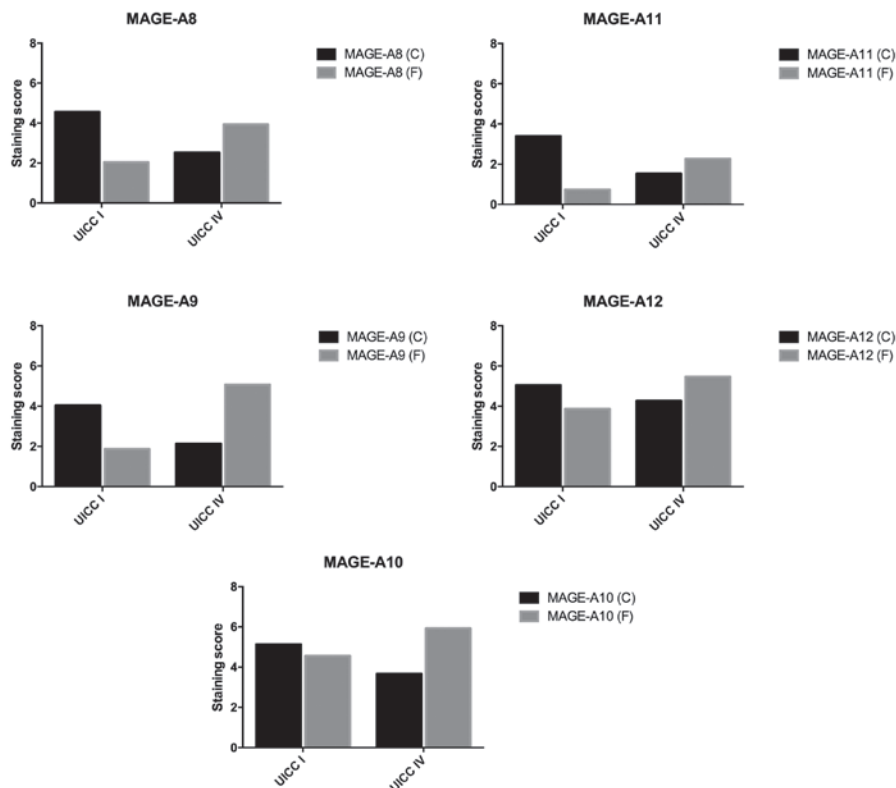 MAGE-A8
8
6
4
2
0
Staining score
UICC I
UICC IV
MAGE-A8 (C)
MAGE-A8 (F)
MAGE-A11
8
6
4
2
0
Staining score
UICC I
UICC IV
MAGE-A11 (C)
MAGE-A11 (F)
MAGE-A9
8
6
4
2
0
Staining score
UICC I
UICC IV
MAGE-A9 (C)
MAGE-A9 (F)
MAGE-A12
8
6
4
2
0
Staining score
UICC I
UICC IV
MAGE-A12 (C)
MAGE-A12 (F)
MAGE-A10
8
6
4
2
0
Staining score
UICC I
UICC IV
MAGE-A10 (C)
MAGE-A10 (F)